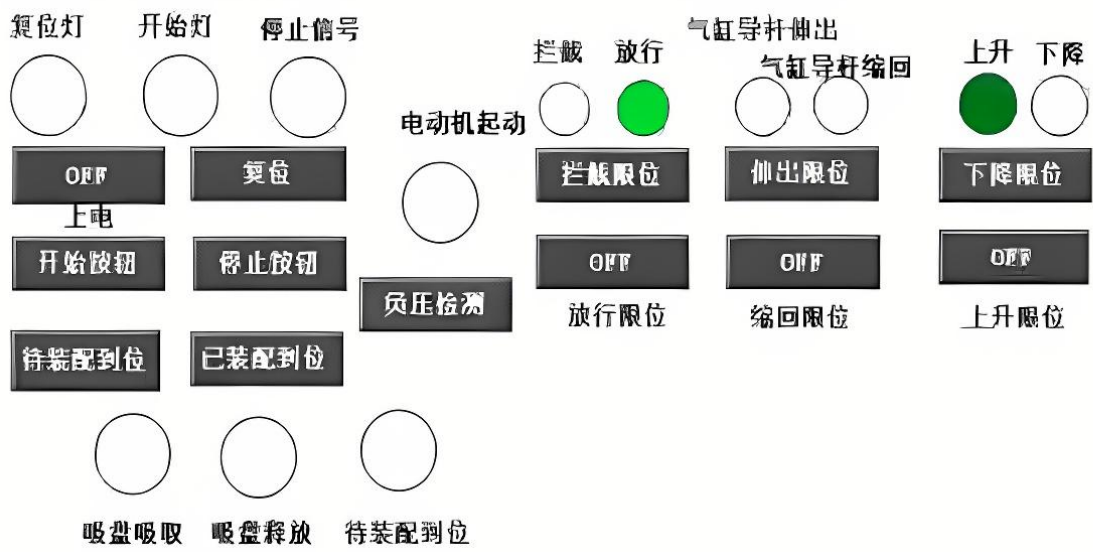 复位灯 开始灯 停止信号
气缸导杆伸出
拦截 放行
气缸导杆缩回
上升 下降
电动机起动
OFF 复位
拦截限位 伸出限位 下降限位
上电
开始按钮 停止按钮
OFF OFF OFF
负压检测
放行限位 缩回限位 上升限位
待装配到位 已装配到位
吸盘吸取 吸盘释放 待装配到位